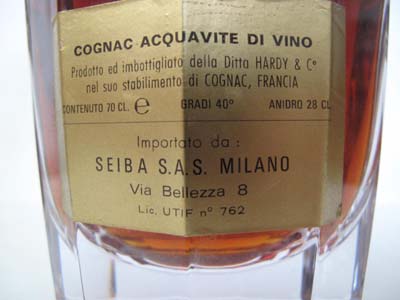 COGNAC ACQUAVITE DI VINO
Prodotto ed imbottigliato della Ditta HARDY & C°
nel suo stabilimento di COGNAC, FRANCIA
CONTENUTO 70 CL. e GRADI 40° ANIDRO 28 CL
Importato da :
SEIBA S.A.S. MILANO
Via Bellezza 8
Lic. UTIF n° 762